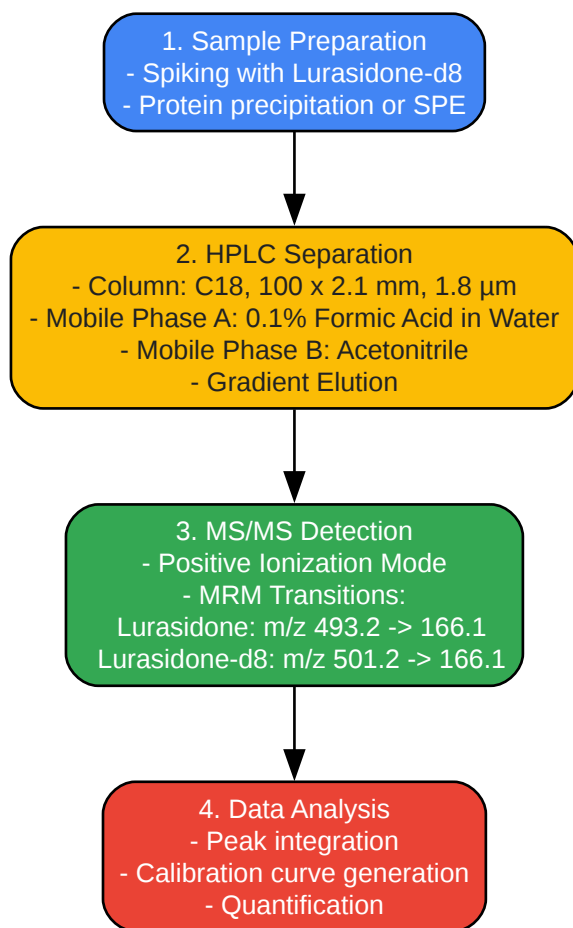 1. Sample Preparation
- Spiking with Lurasidone-d8
- Protein precipitation or SPE
2. HPLC Separation
- Column: C18, 100 x 2.1 mm, 1.8 µm
- Mobile Phase A: 0.1% Formic Acid in Water
- Mobile Phase B: Acetonitrile
- Gradient Elution
3. MS/MS Detection
- Positive Ionization Mode
- MRM Transitions:
Lurasidone: m/z 493.2 -> 166.1
Lurasidone-d8: m/z 501.2 -> 166.1
4. Data Analysis
- Peak integration
- Calibration curve generation
- Quantification